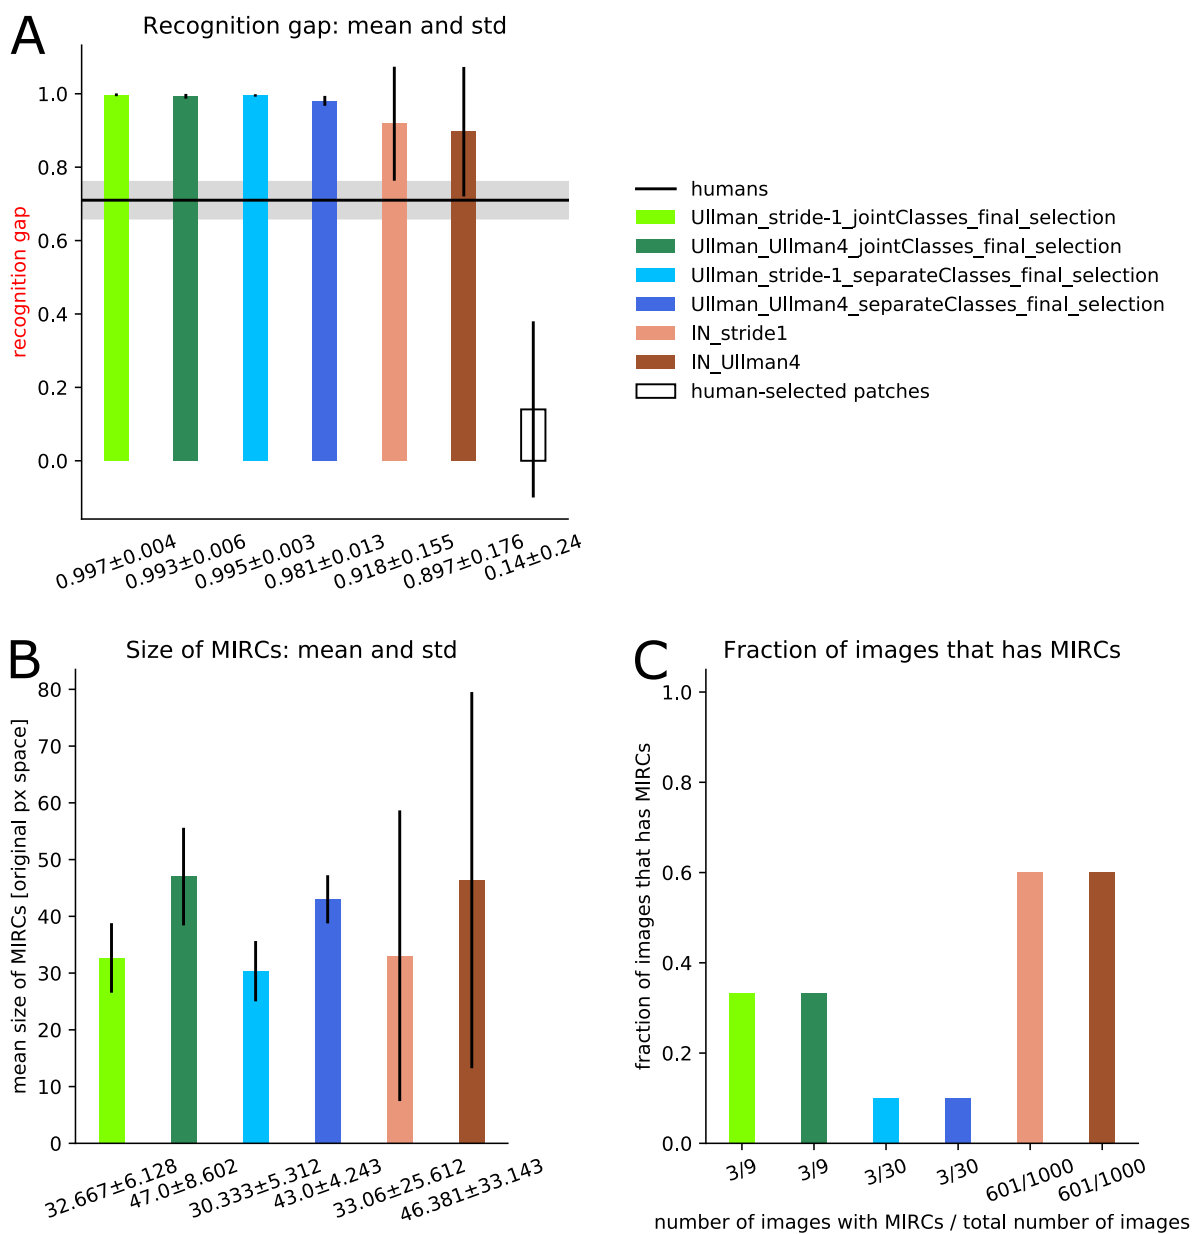 A
Recognition gap: mean and std
recognition gap
1.0
0.8
0.6
0.4
0.2
0.0
0.997±0.004
0.993±0.006
0.995±0.003
0.981±0.013
0.918±0.155
0.897±0.176
0.14±0.24
humans
Ullman_stride-1_jointClasses_final_selection
Ullman_Ullman4_jointClasses_final_selection
Ullman_stride-1_separateClasses_final_selection
Ullman_Ullman4_separateClasses_final_selection
IN_stride1
IN_Ullman4
human-selected patches
B
Size of MIRCs: mean and std
mean size of MIRCs [original px space]
80
70
60
50
40
30
20
10
0
32.667±6.128
47.0±8.602
30.333±5.312
43.0±4.243
33.06±25.612
46.381±33.143
C
Fraction of images that has MIRCs
fraction of images that has MIRCs
1.0
0.8
0.6
0.4
0.2
0.0
3/9
3/9
3/30
3/30
601/1000
601/1000
number of images with MIRCs / total number of images